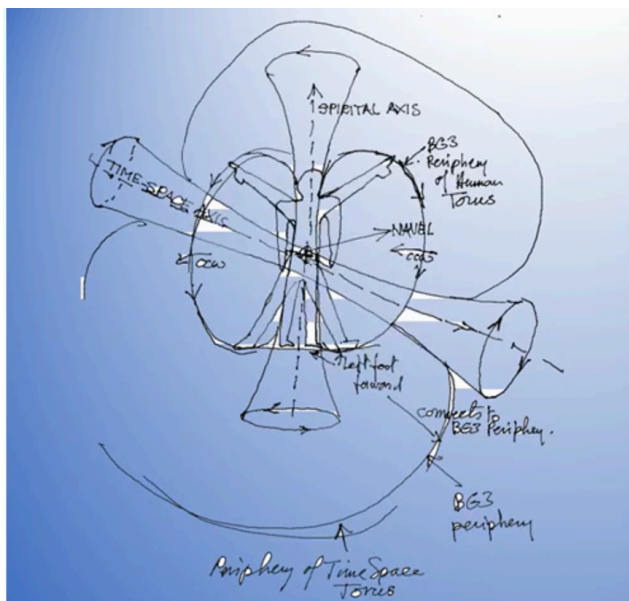 SPIRITAL AXIS
BG3
Periphery
of Human
Torus
TIME-SPACE AXIS
NAVEL
ccw
ccw
Left foot
forward
connects to
BG3 Periphery.
BG3
periphery
Periphery of Time Space
Torus